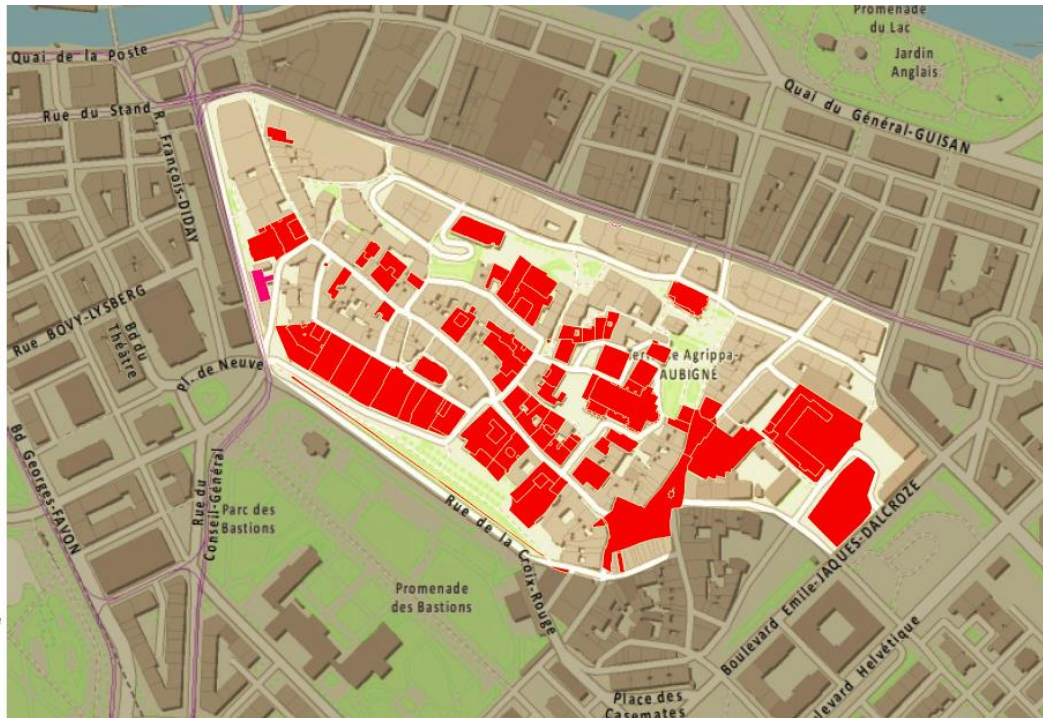 Promenade
du Lac
Jardin
Anglais
Quai de la Poste
Rue du Stand
R. François-DIDAY
Quai du Général-GUISAN
Rue BOVY-LYSBERG
Bd du
Théâtre
Pl. de Neuve
Agrippa-
AUBIGNÉ
Bd Georges-FAVON
Rue du
Conseil-Général
Parc des
Bastions
Rue de la Croix-Rouge
Promenade
des Bastions
Boulevard Emile-JAQUES-DALCROZE
levard Helvétique
Place des
Casemates